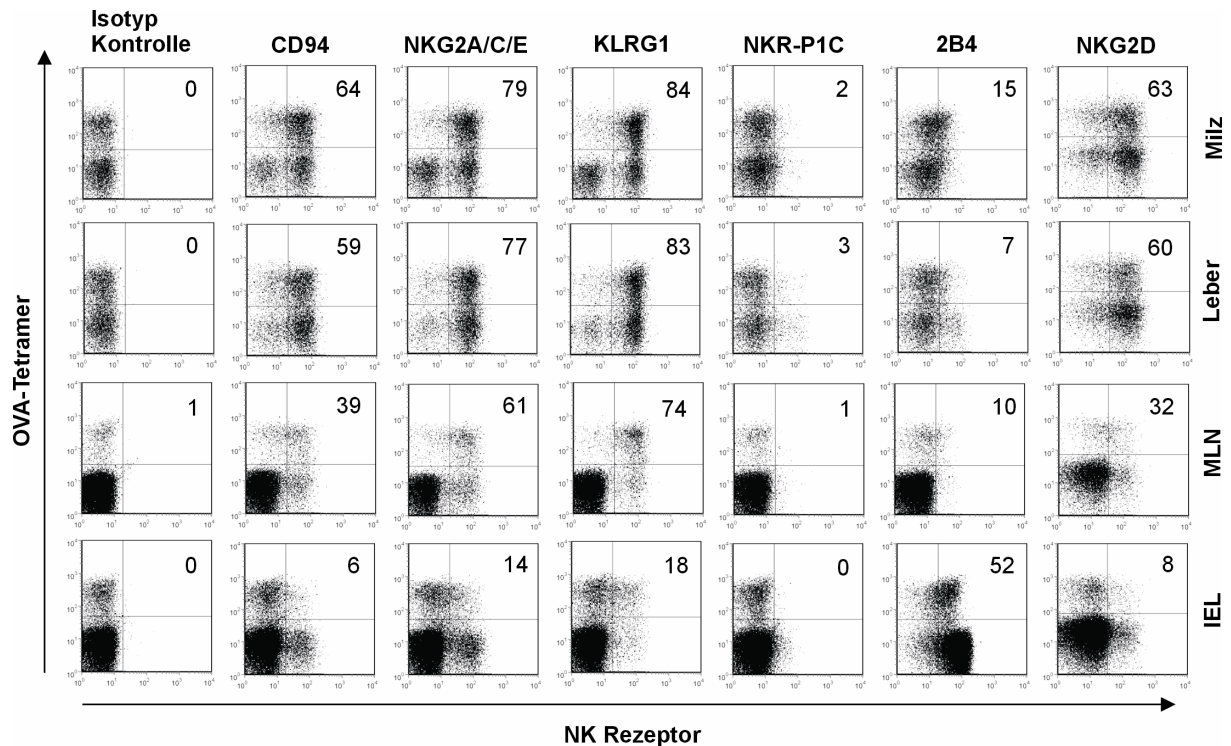 Isotyp
Kontrolle
CD94
NKG2A/C/E
KLRG1
NKR-P1C
2B4
NKG2D
0
64
79
84
2
15
63
Milz
0
59
77
83
3
7
60
Leber
1
39
61
74
1
10
32
MLN
0
6
14
18
0
52
8
IEL
OVA-Tetramer
NK Rezeptor